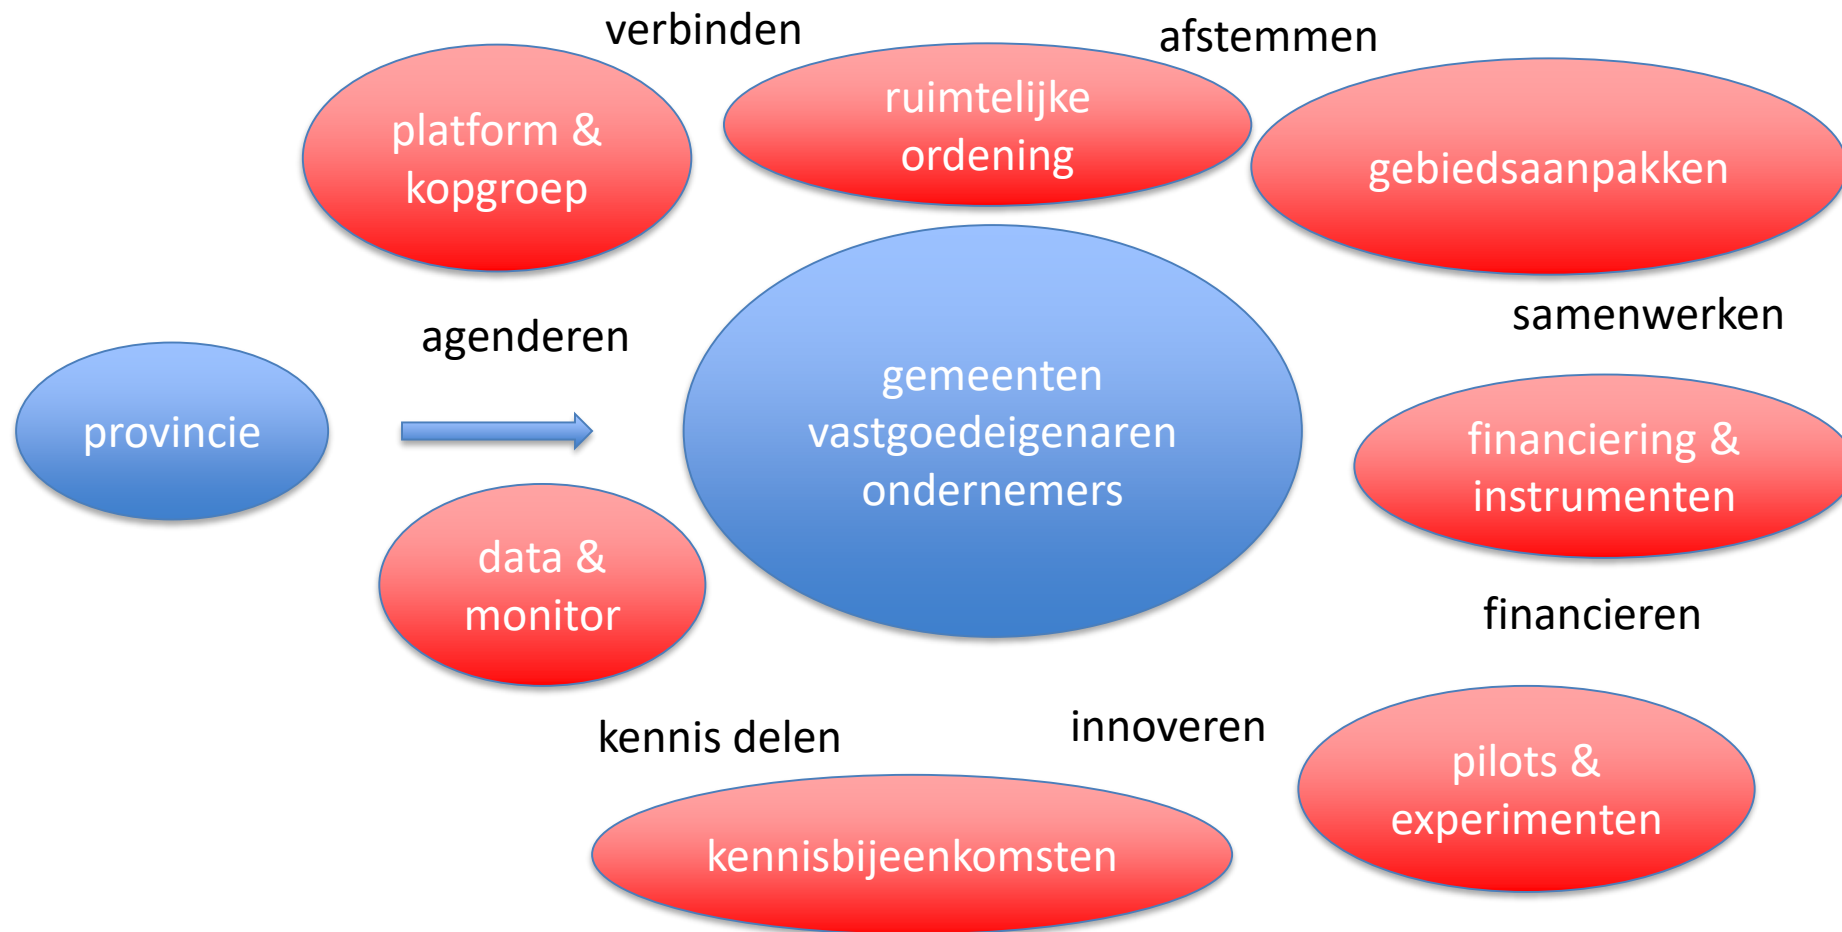 verbinden
afstemmen
platform &
kopgroep
ruimtelijke
ordening
gebiedsaanpakken
agenderen
samenwerken
provincie
gemeenten
vastgoedeigenaren
ondernemers
financiering &
instrumenten
data &
monitor
financieren
kennis delen
innoveren
pilots &
experimenten
kennisbijeenkomsten